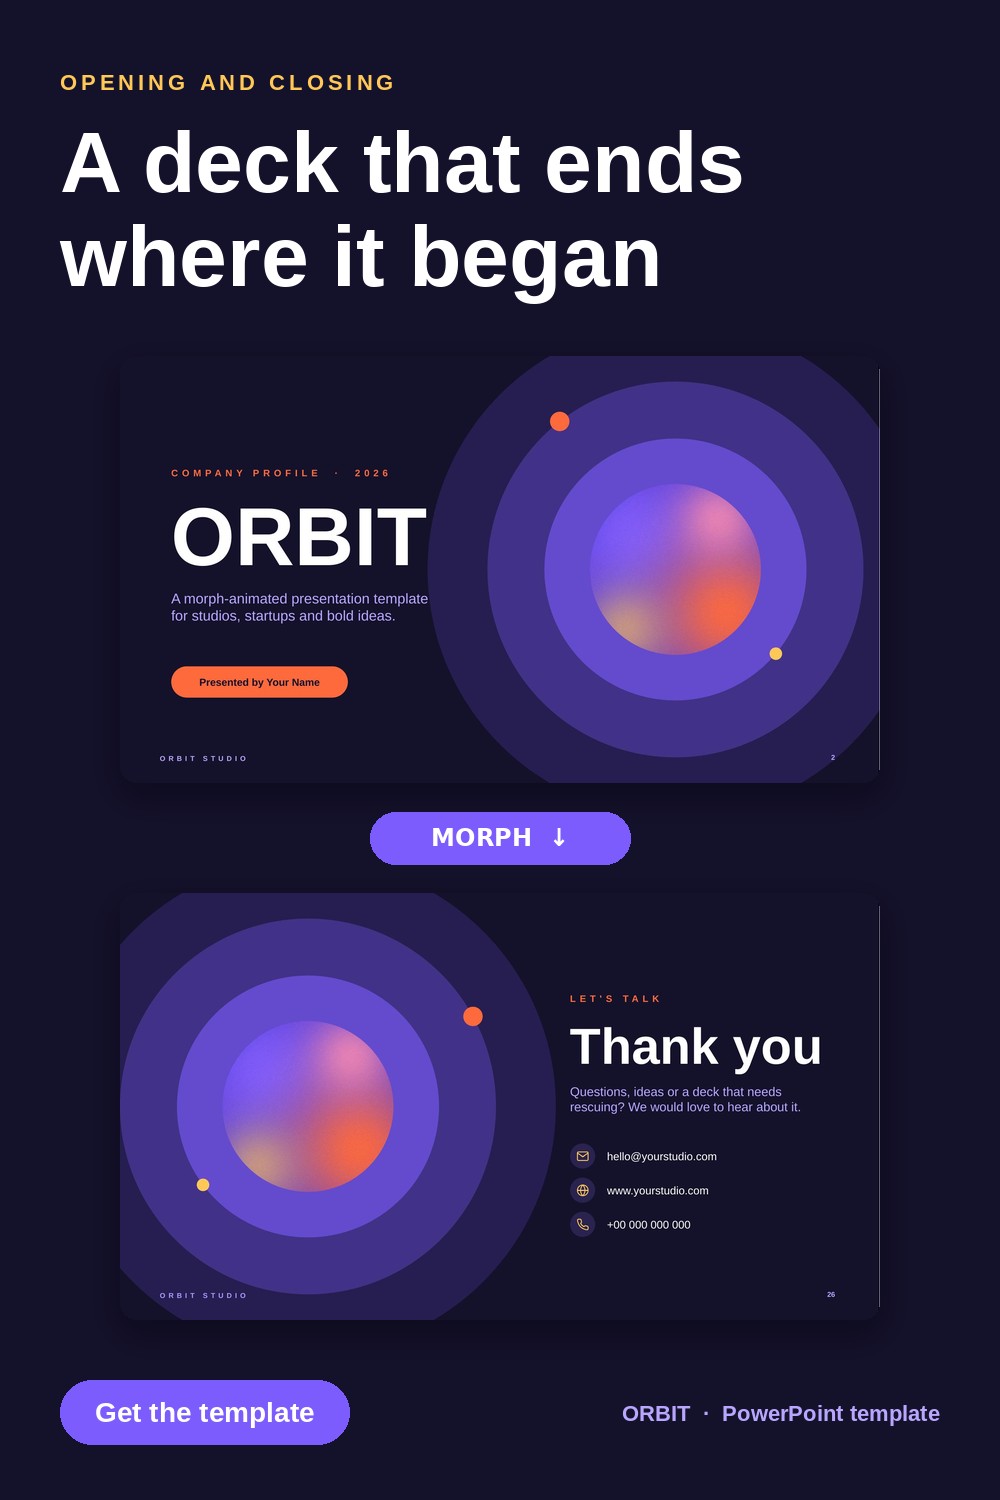 OPENING AND CLOSING
A deck that ends
where it began
COMPANY PROFILE · 2026
ORBIT
A morph-animated presentation template
for studios, startups and bold ideas.
Presented by Your Name
ORBIT STUDIO
2
MORPH ↓
LET'S TALK
Thank you
Questions, ideas or a deck that needs
rescuing? We would love to hear about it.
hello@yourstudio.com
www.yourstudio.com
+00 000 000 000
ORBIT STUDIO
26
Get the template
ORBIT · PowerPoint template